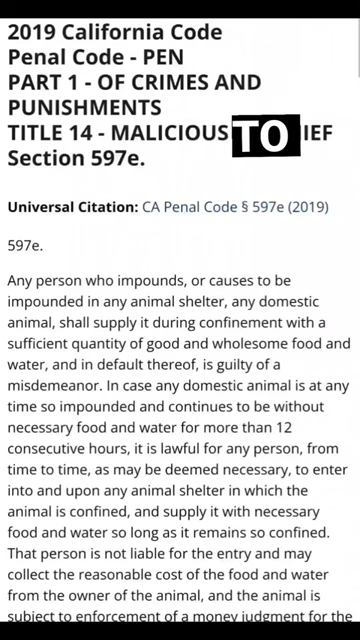 2019 California Code
Penal Code - PEN
PART 1 - OF CRIMES AND
PUNISHMENTS
TITLE 14 - MALICIOUS TO IEF
Section 597e.
Universal Citation: CA Penal Code § 597e (2019)
597e.
Any person who impounds, or causes to be
impounded in any animal shelter, any domestic
animal, shall supply it during confinement with a
sufficient quantity of good and wholesome food and
water, and in default thereof, is guilty of a
misdemeanor. In case any domestic animal is at any
time so impounded and continues to be without
necessary food and water for more than 12
consecutive hours, it is lawful for any person, from
time to time, as may be deemed necessary, to enter
into and upon any animal shelter in which the
animal is confined, and supply it with necessary
food and water so long as it remains so confined.
That person is not liable for the entry and may
collect the reasonable cost of the food and water
from the owner of the animal, and the animal is
subject to enforcement of a money judgment for the